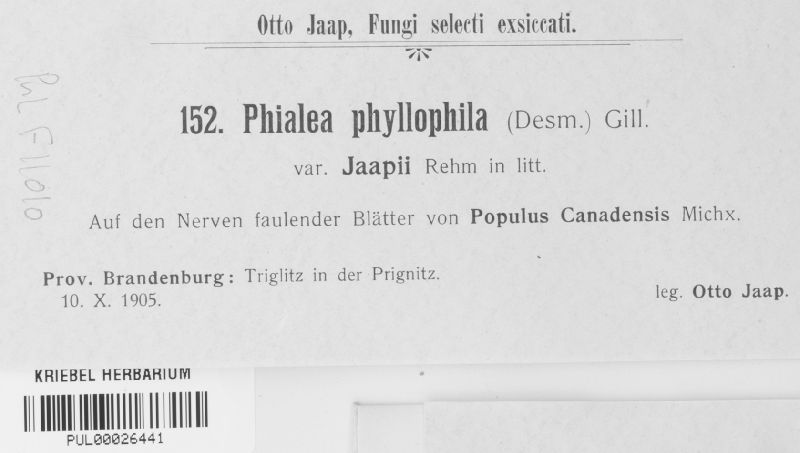 Otto Jaap, Fungi selecti exsiccati.
152. Phialea phyllophila (Desm.) Gill.
var. Jaapii Rehm in litt.
Auf den Nerven faulender Blätter von Populus Canadensis Michx.
Prov. Brandenburg: Triglitz in der Prignitz.
10. X. 1905.
leg. Otto Jaap.
PUL F11010
KRIEBEL HERBARIUM
PUL00026441